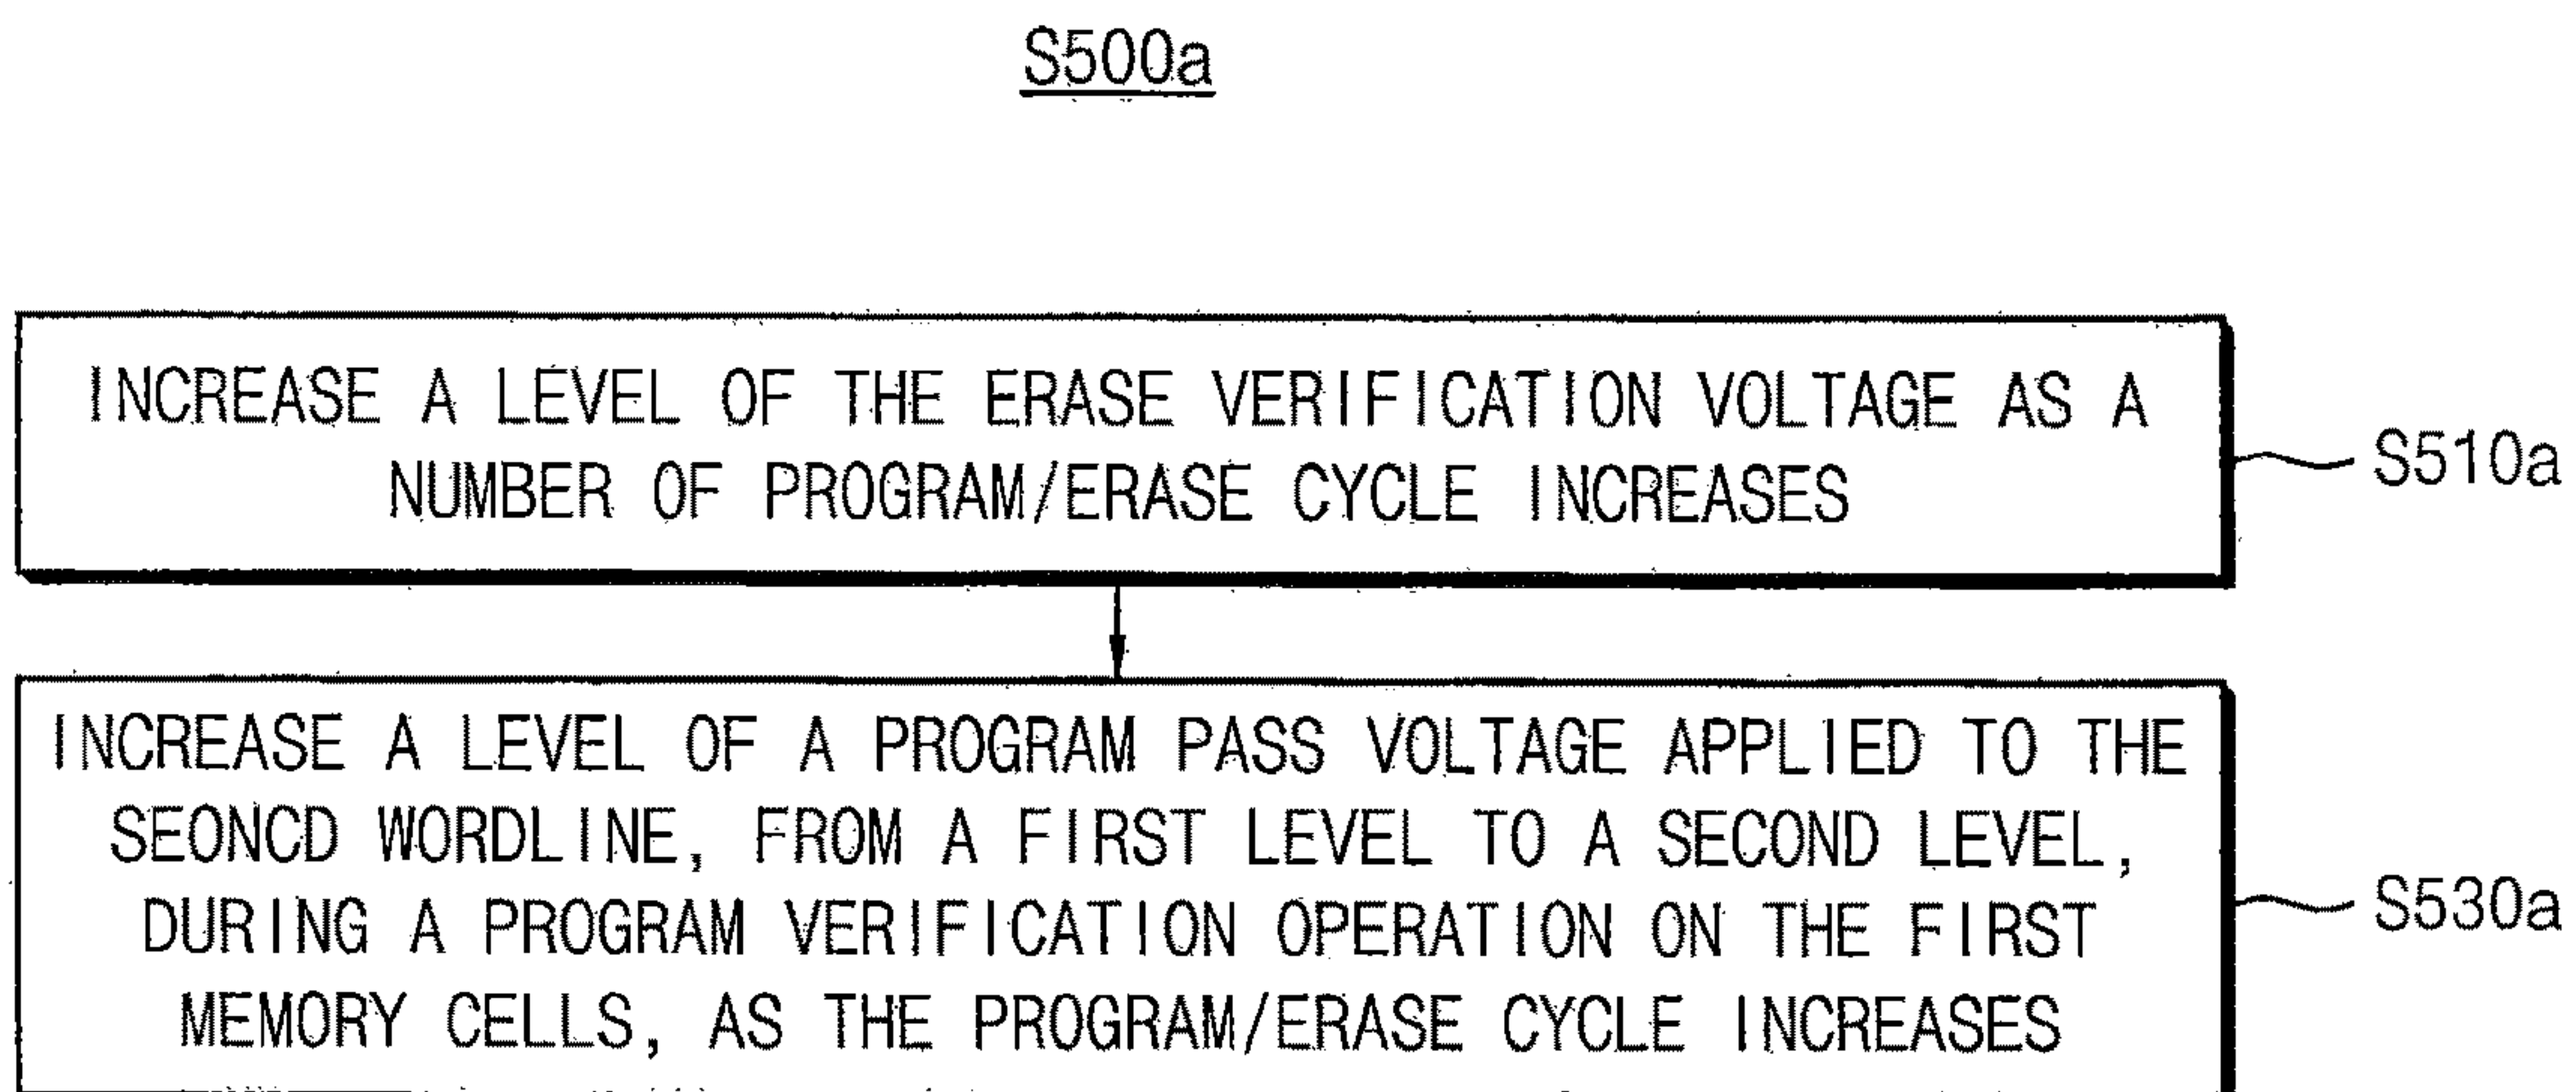 S500a
INCREASE A LEVEL OF THE ERASE VERIFICATION VOLTAGE AS A
NUMBER OF PROGRAM/ERASE CYCLE INCREASES
S510a
INCREASE A LEVEL OF A PROGRAM PASS VOLTAGE APPLIED TO THE
SEONCD WORDLINE, FROM A FIRST LEVEL TO A SECOND LEVEL,
DURING A PROGRAM VERIFICATION OPERATION ON THE FIRST
MEMORY CELLS, AS THE PROGRAM/ERASE CYCLE INCREASES
S530a